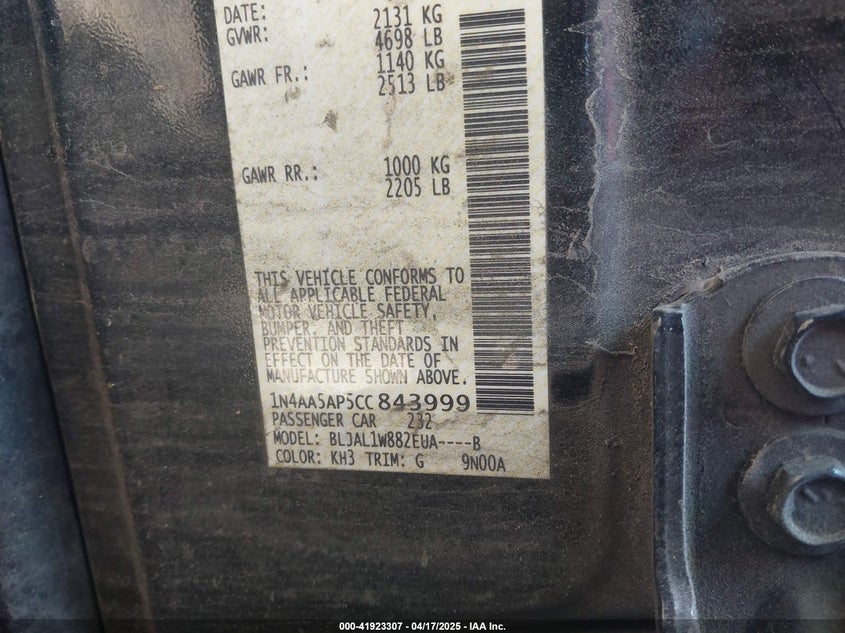 DATE: 2131 KG
GVWR: 4698 LB
1140 KG
GAWR FR.: 2513 LB
1000 KG
GAWR RR.: 2205 LB
THIS VEHICLE CONFORMS TO
ALL APPLICABLE FEDERAL
MOTOR VEHICLE SAFETY,
BUMPER, AND THEFT
PREVENTION STANDARDS IN
EFFECT ON THE DATE OF
MANUFACTURE SHOWN ABOVE.
1N4AA5AP5CC 843999
PASSENGER CAR 232
MODEL: BLJAL1W882EUA----B
COLOR: KH3 TRIM: G 9N00A
000-41923307 - 04/17/2025 - IAA Inc.